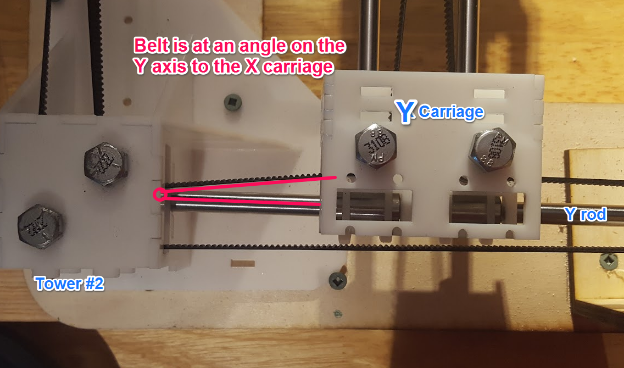 Belt is at an angle on the
Y axis to the X carriage
Y Carriage
Y rod
Tower #2